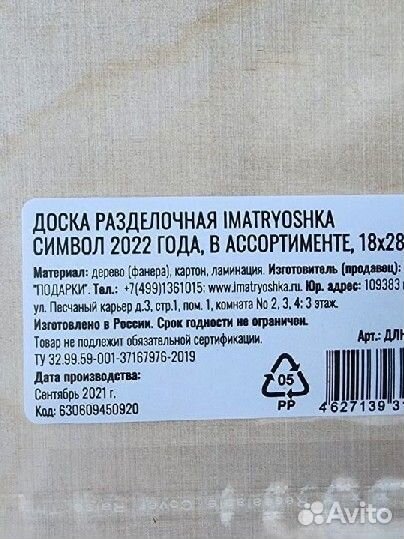 ДОСКА РАЗДЕЛОЧНАЯ IMATRYOSHKA
СИМВОЛ 2022 ГОДА, В АССОРТИМЕНТЕ, 18х28
Материал: дерево (фанера), картон, ламинация. Изготовитель (продавец):
"ПОДАРКИ". Тел.: +7(499)1361015; www.imatryoshka.ru. Юр. адрес: 109383
ул. Песчаный карьер д.3, стр.1, пом. 1, комната No 2, 3, 4; 3 этаж.
Изготовлено в России. Срок годности не ограничен.
Товар не подлежит обязательной сертификации.
Арт.: ДЛН
ТУ 32.99.59-001-37167976-2019
Дата производства:
Сентябрь 2021 г.
Код: 630609450920
05
PP
4627139
Avito